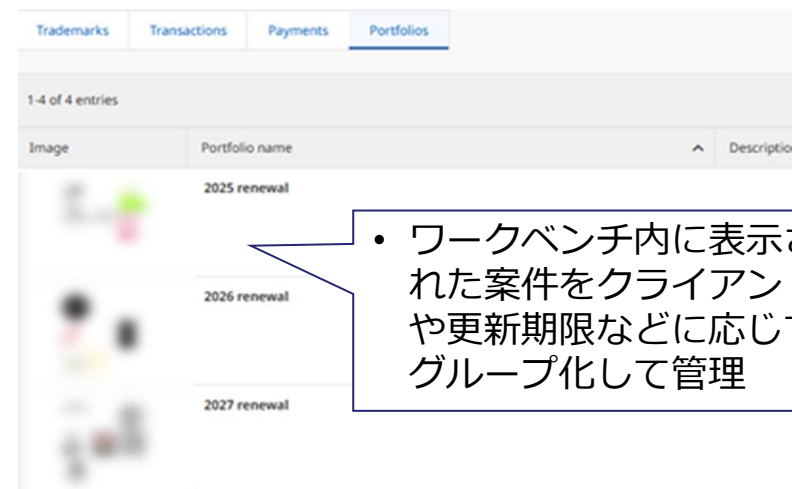 Trademarks Transactions Payments Portfolios
1-4 of 4 entries
Image Portfolio name Description
2025 renewal
• ワークベンチ内に表示さ
れた案件をクライアント
や更新期限などに応じて
グループ化して管理
2026 renewal
2027 renewal